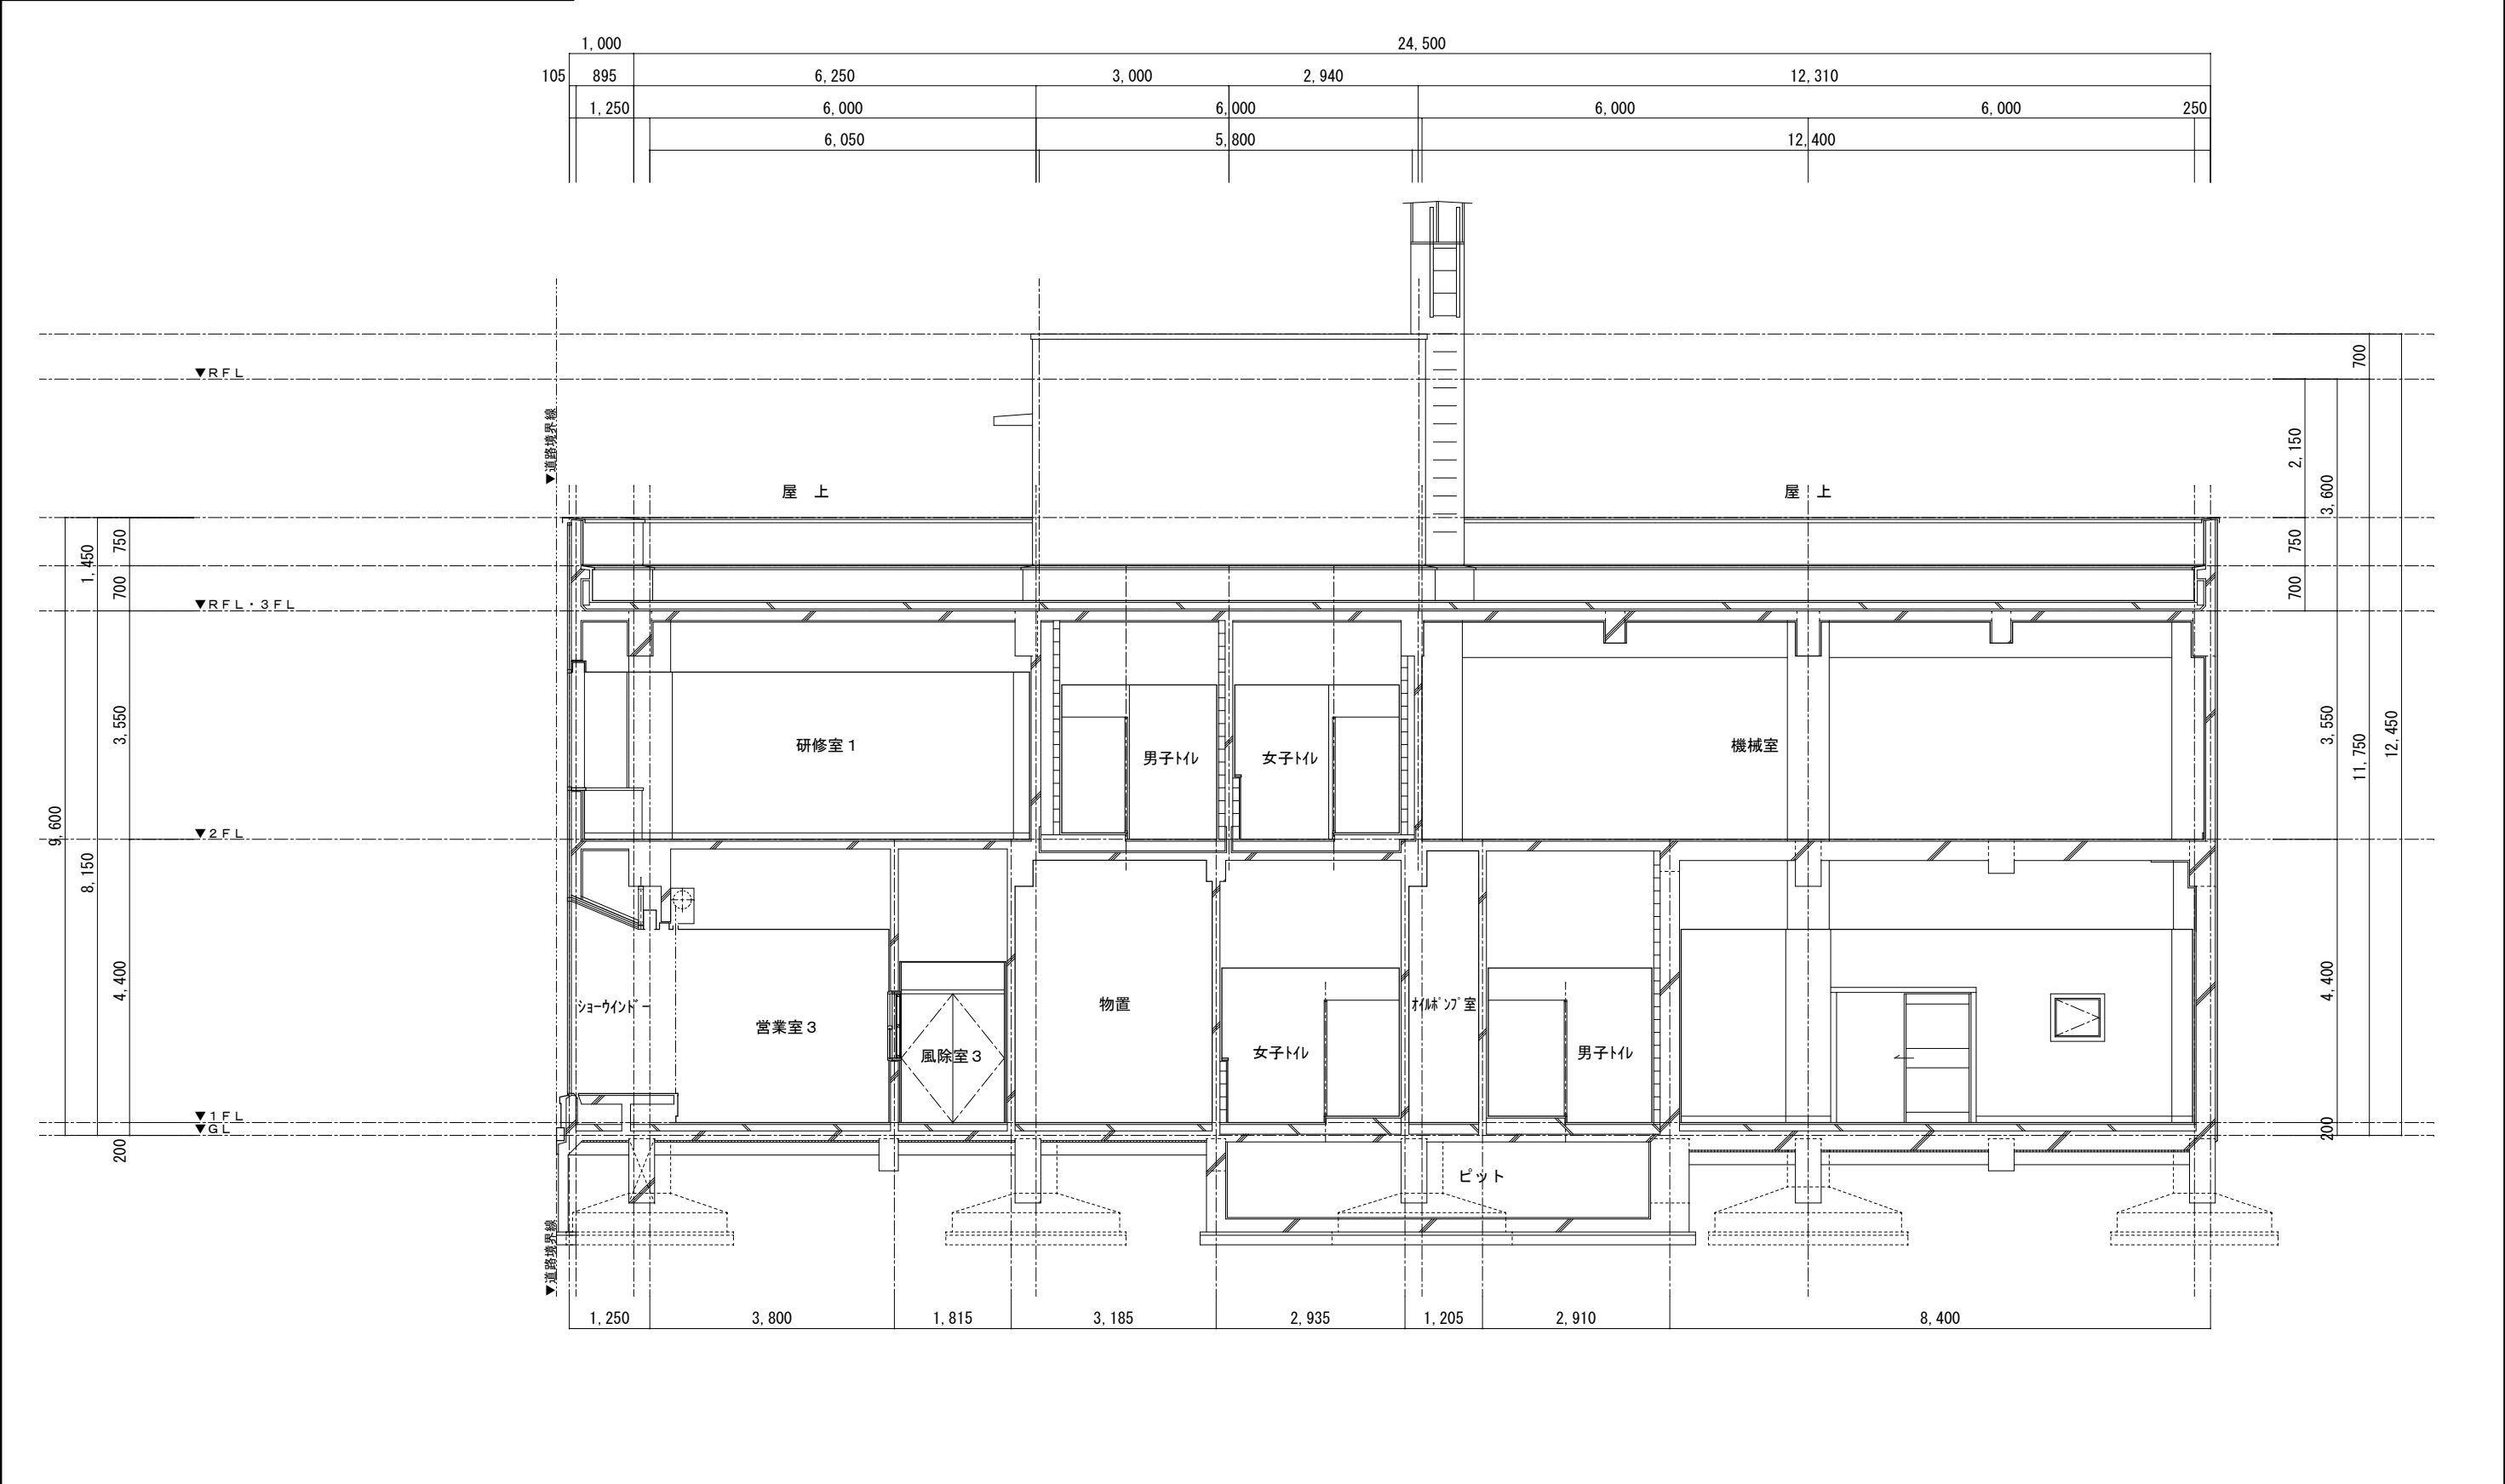 1,000 24,500
105 895 6,250 3,000 2,940 12,310
1,250 6,000 6,000 6,000 6,000 250
6,050 5,800 12,400
▼RFL
700
▼道路境界線
2,150
3,600
屋 上 屋 上
750
1,450
700
750
700
▼RFL・3FL
3,550
研修室1
男子ﾄｲﾚ
女子ﾄｲﾚ
機械室
3,550
11,750
12,450
9,600
▼2FL
8,150
4,400
ｼｮｰｳｲﾝﾄﾞｰ
営業室3
風除室3
物置
女子ﾄｲﾚ
ｵｲﾙﾎﾟﾝﾌﾟ室
男子ﾄｲﾚ
4,400
▼1FL
▼GL
200
200
ピット
▼道路境界線
1,250 3,800 1,815 3,185 2,935 1,205 2,910 8,400